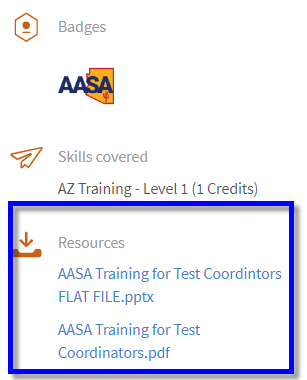 Badges
AASA
Skills covered
AZ Training - Level 1 (1 Credits)
Resources
AASA Training for Test Coordintors
FLAT FILE.pptx
AASA Training for Test
Coordinators.pdf